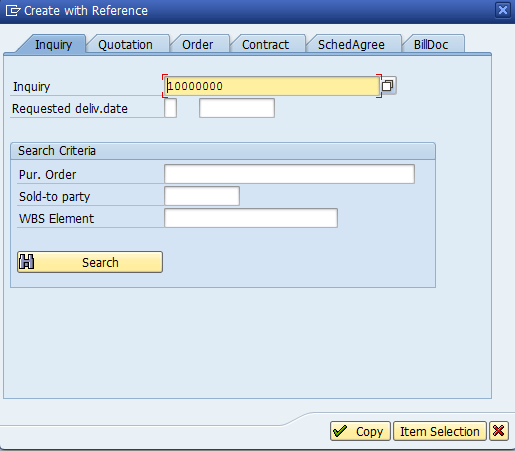 Create with Reference
Inquiry Quotation Order Contract SchedAgree BillDoc
Inquiry 10000000
Requested deliv.date
Search Criteria
Pur. Order
Sold-to party
WBS Element
Search
Copy Item Selection